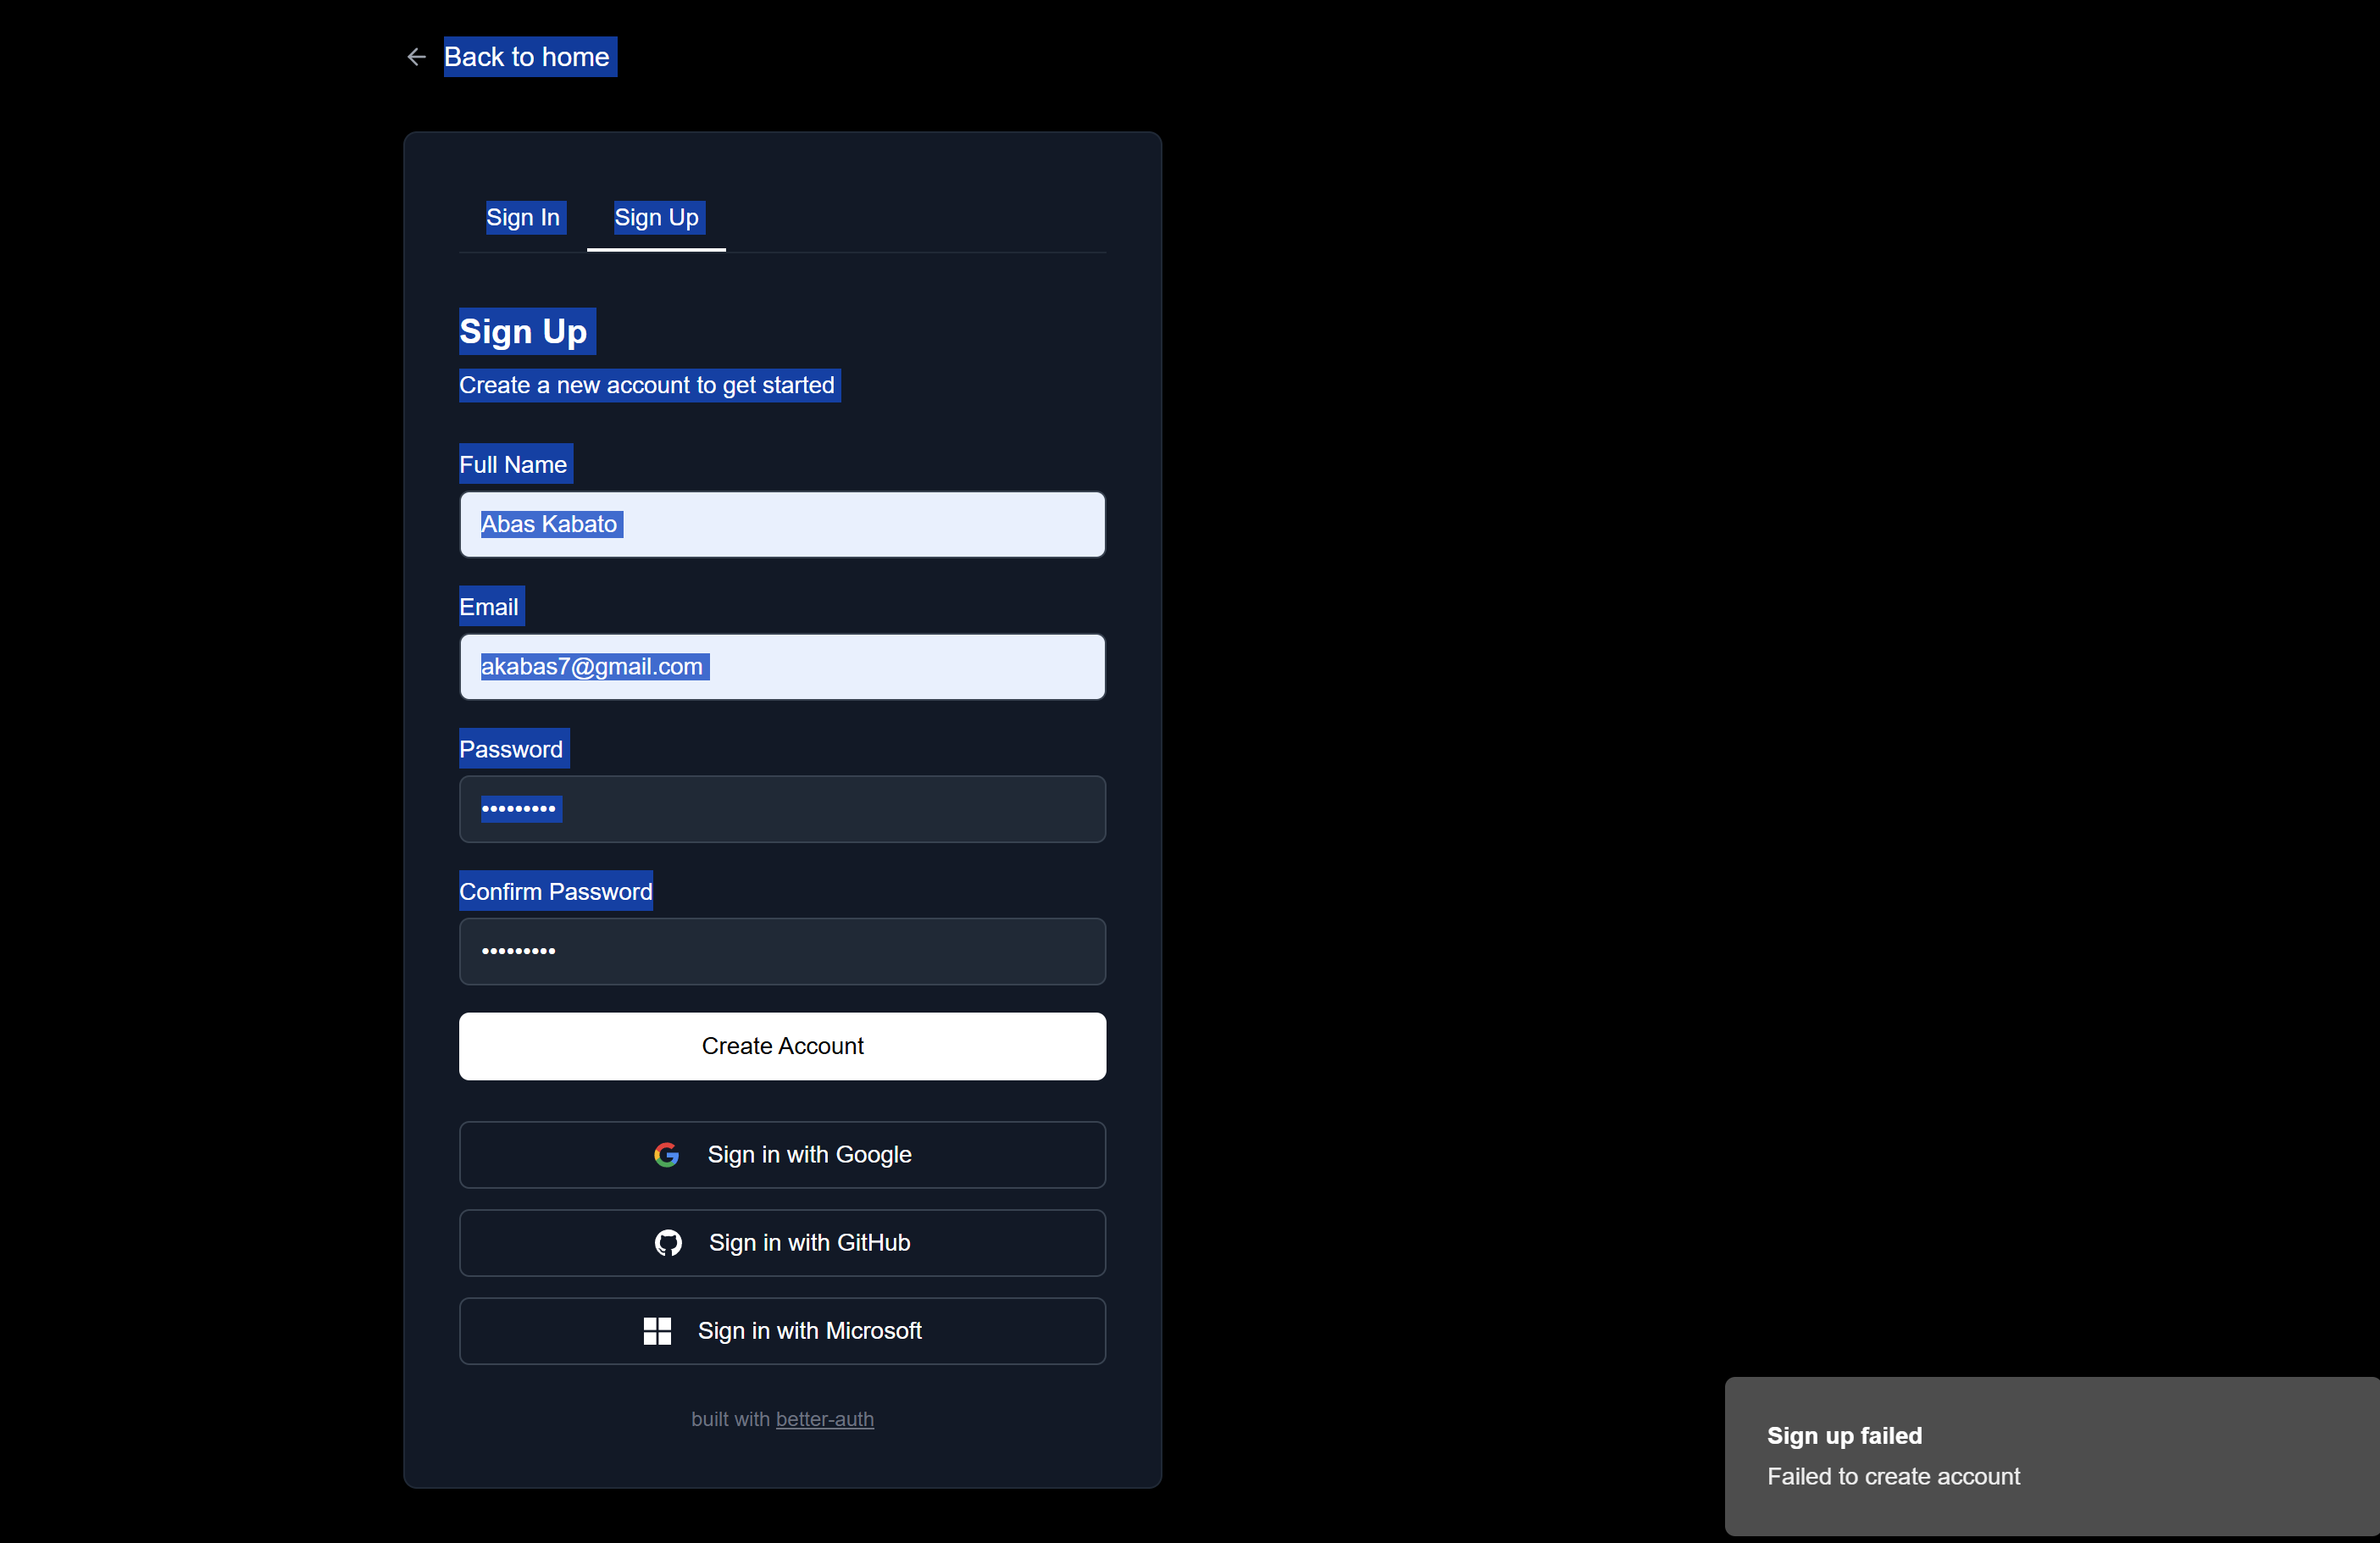 Back to home
Sign In
Sign Up
Sign Up
Create a new account to get started
Full Name
Abas Kabato
Email
akabas7@gmail.com
Password
•••••••••
Confirm Password
•••••••••
Create Account
Sign in with Google
Sign in with GitHub
Sign in with Microsoft
built with better-auth
Sign up failed
Failed to create account